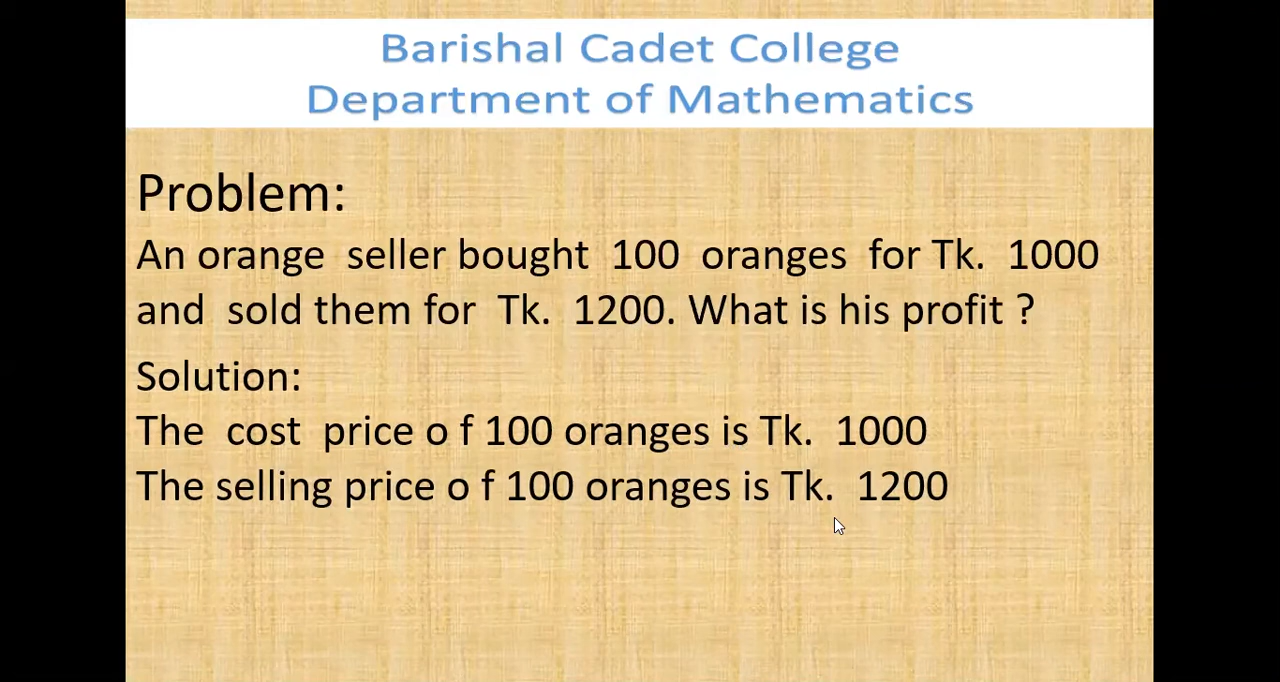 Barishal Cadet College
Department of Mathematics
Problem:
An orange seller bought 100 oranges for Tk. 1000
and sold them for Tk. 1200. What is his profit ?
Solution:
The cost price o f 100 oranges is Tk. 1000
The selling price o f 100 oranges is Tk. 1200